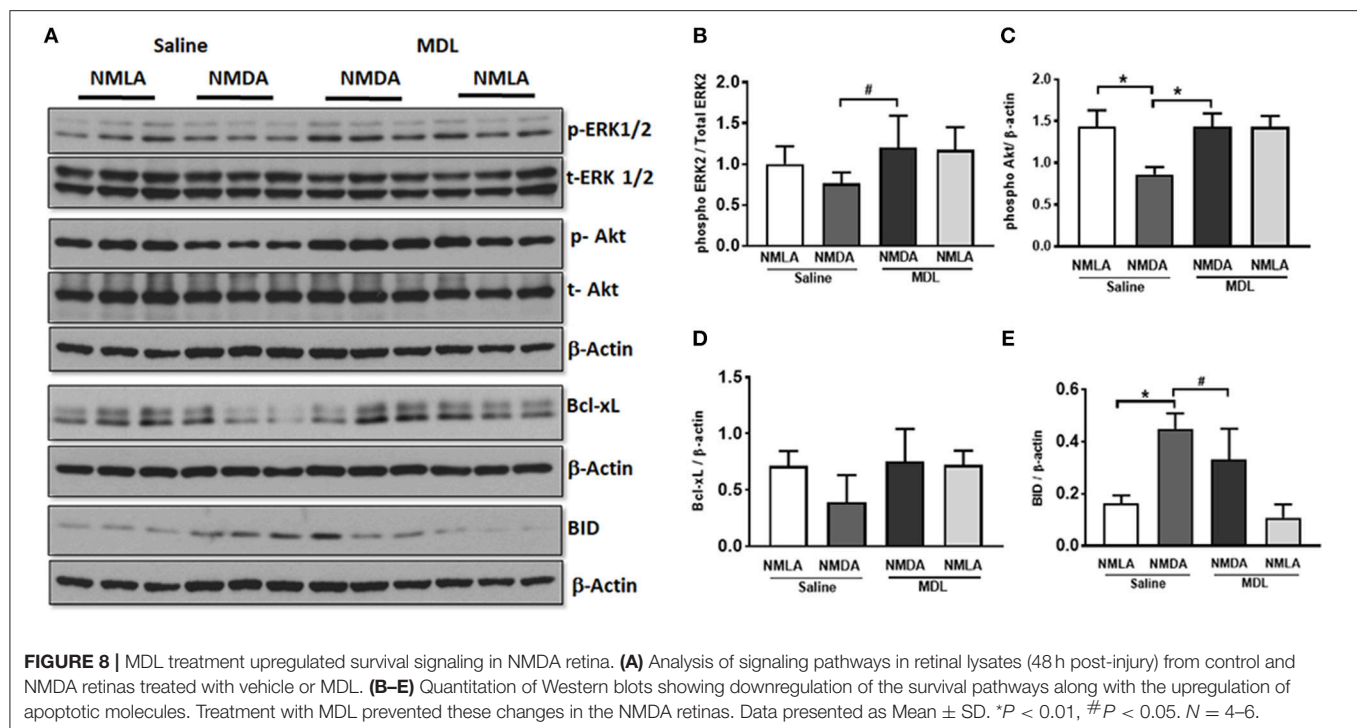 A
Saline MDL
NMLA NMDA NMDA NMLA
p-ERK1/2
t-ERK 1/2
p- Akt
t- Akt
β-Actin
Bcl-xL
β-Actin
BID
β-Actin
B
phospho ERK2 / Total ERK2
2.0
1.5
1.0
0.5
0.0
#
NMLA NMDA NMDA NMLA
Saline MDL
C
phospho Akt/ β-actin
2.0
1.5
1.0
0.5
0.0
* *
NMLA NMDA NMDA NMLA
Saline MDL
D
Bcl-xL / β-actin
1.5
1.0
0.5
0.0
NMLA NMDA NMDA NMLA
Saline MDL
E
BID / β-actin
0.6
0.4
0.2
0.0
* #
NMLA NMDA NMDA NMLA
Saline MDL
FIGURE 8 | MDL treatment upregulated survival signaling in NMDA retina. (A) Analysis of signaling pathways in retinal lysates (48 h post-injury) from control and
NMDA retinas treated with vehicle or MDL. (B–E) Quantitation of Western blots showing downregulation of the survival pathways along with the upregulation of
apoptotic molecules. Treatment with MDL prevented these changes in the NMDA retinas. Data presented as Mean ± SD. *P < 0.01, #P < 0.05. N = 4–6.